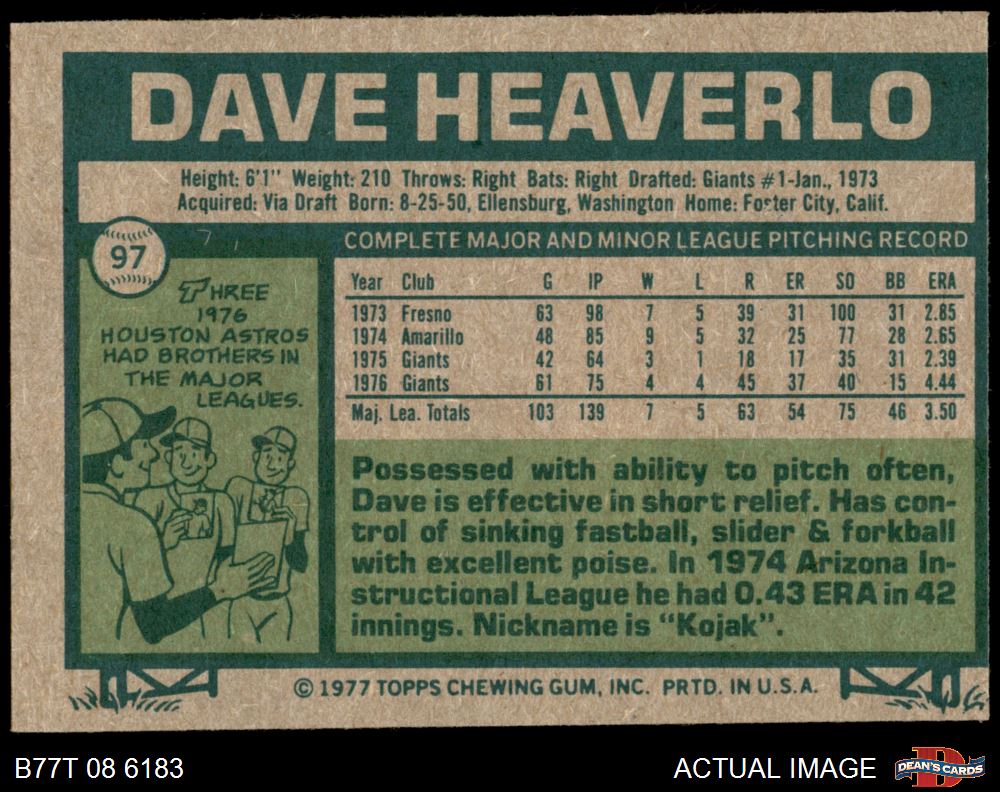 DAVE HEAVERLO
Height: 6'1" Weight: 210 Throws: Right Bats: Right Drafted: Giants #1-Jan., 1973
Acquired: Via Draft Born: 8-25-50, Ellensburg, Washington Home: Foster City, Calif.
97
THREE
1976
HOUSTON ASTROS
HAD BROTHERS IN
THE MAJOR
LEAGUES.
COMPLETE MAJOR AND MINOR LEAGUE PITCHING RECORD
Year Club G IP W L R ER SO BB ERA
1973 Fresno 63 98 7 5 39 31 100 31 2.85
1974 Amarillo 48 85 9 5 32 25 77 28 2.65
1975 Giants 42 64 3 1 18 17 35 31 2.39
1976 Giants 61 75 4 4 45 37 40 15 4.44
Maj. Lea. Totals 103 139 7 5 63 54 75 46 3.50
Possessed with ability to pitch often,
Dave is effective in short relief. Has con-
trol of sinking fastball, slider & forkball
with excellent poise. In 1974 Arizona In-
structional League he had 0.43 ERA in 42
innings. Nickname is "Kojak".
© 1977 TOPPS CHEWING GUM, INC. PRTD. IN U.S.A.
B77T 08 6183
ACTUAL IMAGE
DEAN'S CARDS